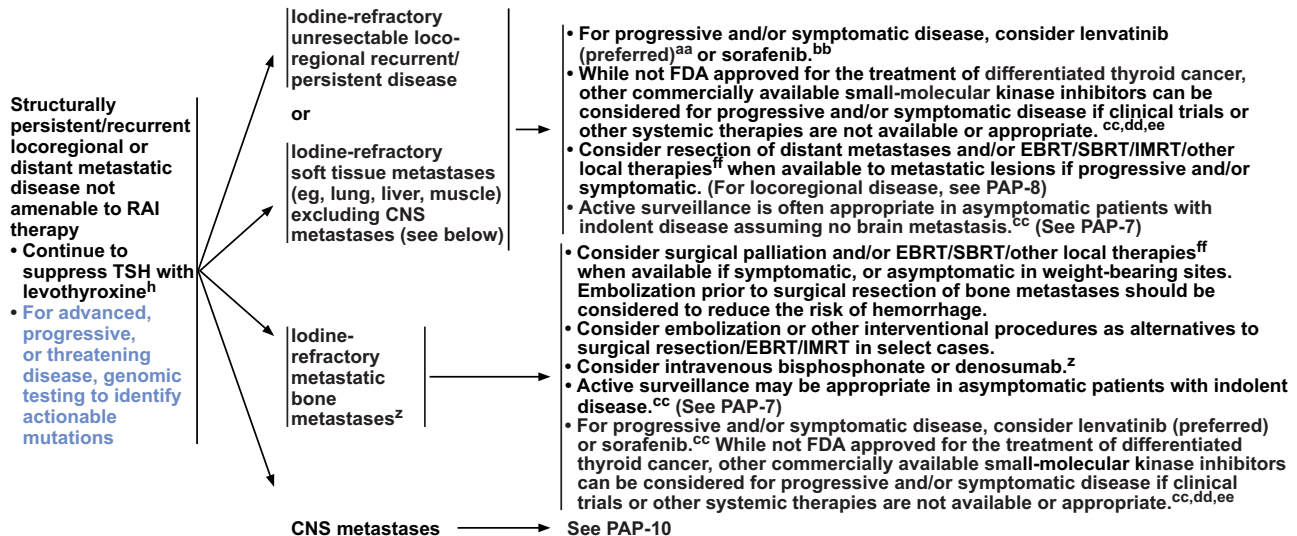 Structurally
persistent/recurrent
locoregional or
distant metastatic
disease not
amenable to RAI
therapy
• Continue to
suppress TSH with
levothyroxineh
• For advanced,
progressive,
or threatening
disease, genomic
testing to identify
actionable
mutations
Iodine-refractory
unresectable loco-
regional recurrent/
persistent disease
or
Iodine-refractory
soft tissue metastases
(eg, lung, liver, muscle)
excluding CNS
metastases (see below)
• For progressive and/or symptomatic disease, consider lenvatinib
(preferred)aa or sorafenib.bb
• While not FDA approved for the treatment of differentiated thyroid cancer,
other commercially available small-molecular kinase inhibitors can be
considered for progressive and/or symptomatic disease if clinical trials or
other systemic therapies are not available or appropriate. cc,dd,ee
• Consider resection of distant metastases and/or EBRT/SBRT/IMRT/other
local therapiesff when available to metastatic lesions if progressive and/or
symptomatic. (For locoregional disease, see PAP-8)
• Active surveillance is often appropriate in asymptomatic patients with
indolent disease assuming no brain metastasis.cc (See PAP-7)
Iodine-
refractory
metastatic
bone
metastasesz
• Consider surgical palliation and/or EBRT/SBRT/other local therapiesff
when available if symptomatic, or asymptomatic in weight-bearing sites.
Embolization prior to surgical resection of bone metastases should be
considered to reduce the risk of hemorrhage.
• Consider embolization or other interventional procedures as alternatives to
surgical resection/EBRT/IMRT in select cases.
• Consider intravenous bisphosphonate or denosumab.z
• Active surveillance may be appropriate in asymptomatic patients with indolent
disease.cc (See PAP-7)
• For progressive and/or symptomatic disease, consider lenvatinib (preferred)
or sorafenib.cc While not FDA approved for the treatment of differentiated
thyroid cancer, other commercially available small-molecular kinase inhibitors
can be considered for progressive and/or symptomatic disease if clinical
trials or other systemic therapies are not available or appropriate.cc,dd,ee
CNS metastases
See PAP-10